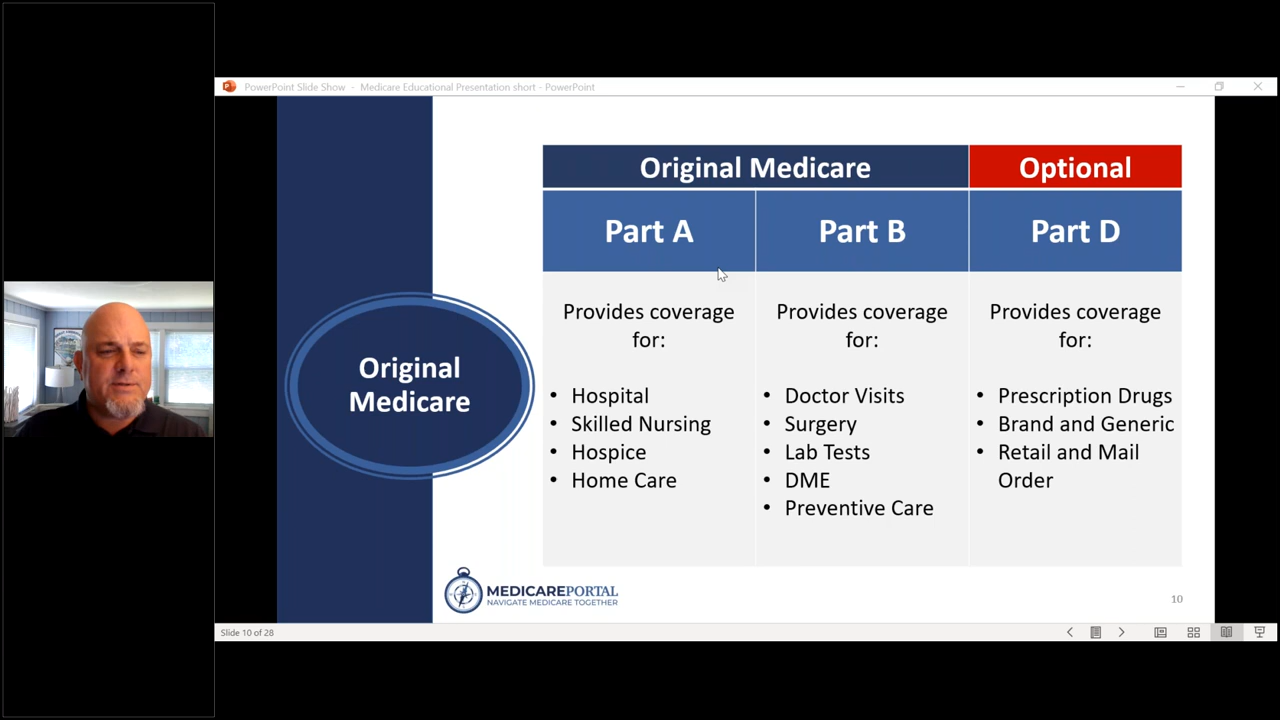 PowerPoint Slide Show - Medicare Educational Presentation short - PowerPoint
Original Medicare
Optional
Part A
Part B
Part D
Provides coverage
for:
• Hospital
• Skilled Nursing
• Hospice
• Home Care
Provides coverage
for:
• Doctor Visits
• Surgery
• Lab Tests
• DME
• Preventive Care
Provides coverage
for:
• Prescription Drugs
• Brand and Generic
• Retail and Mail
Order
Original
Medicare
MEDICAREPORTAL
NAVIGATE MEDICARE TOGETHER
10
Slide 10 of 28